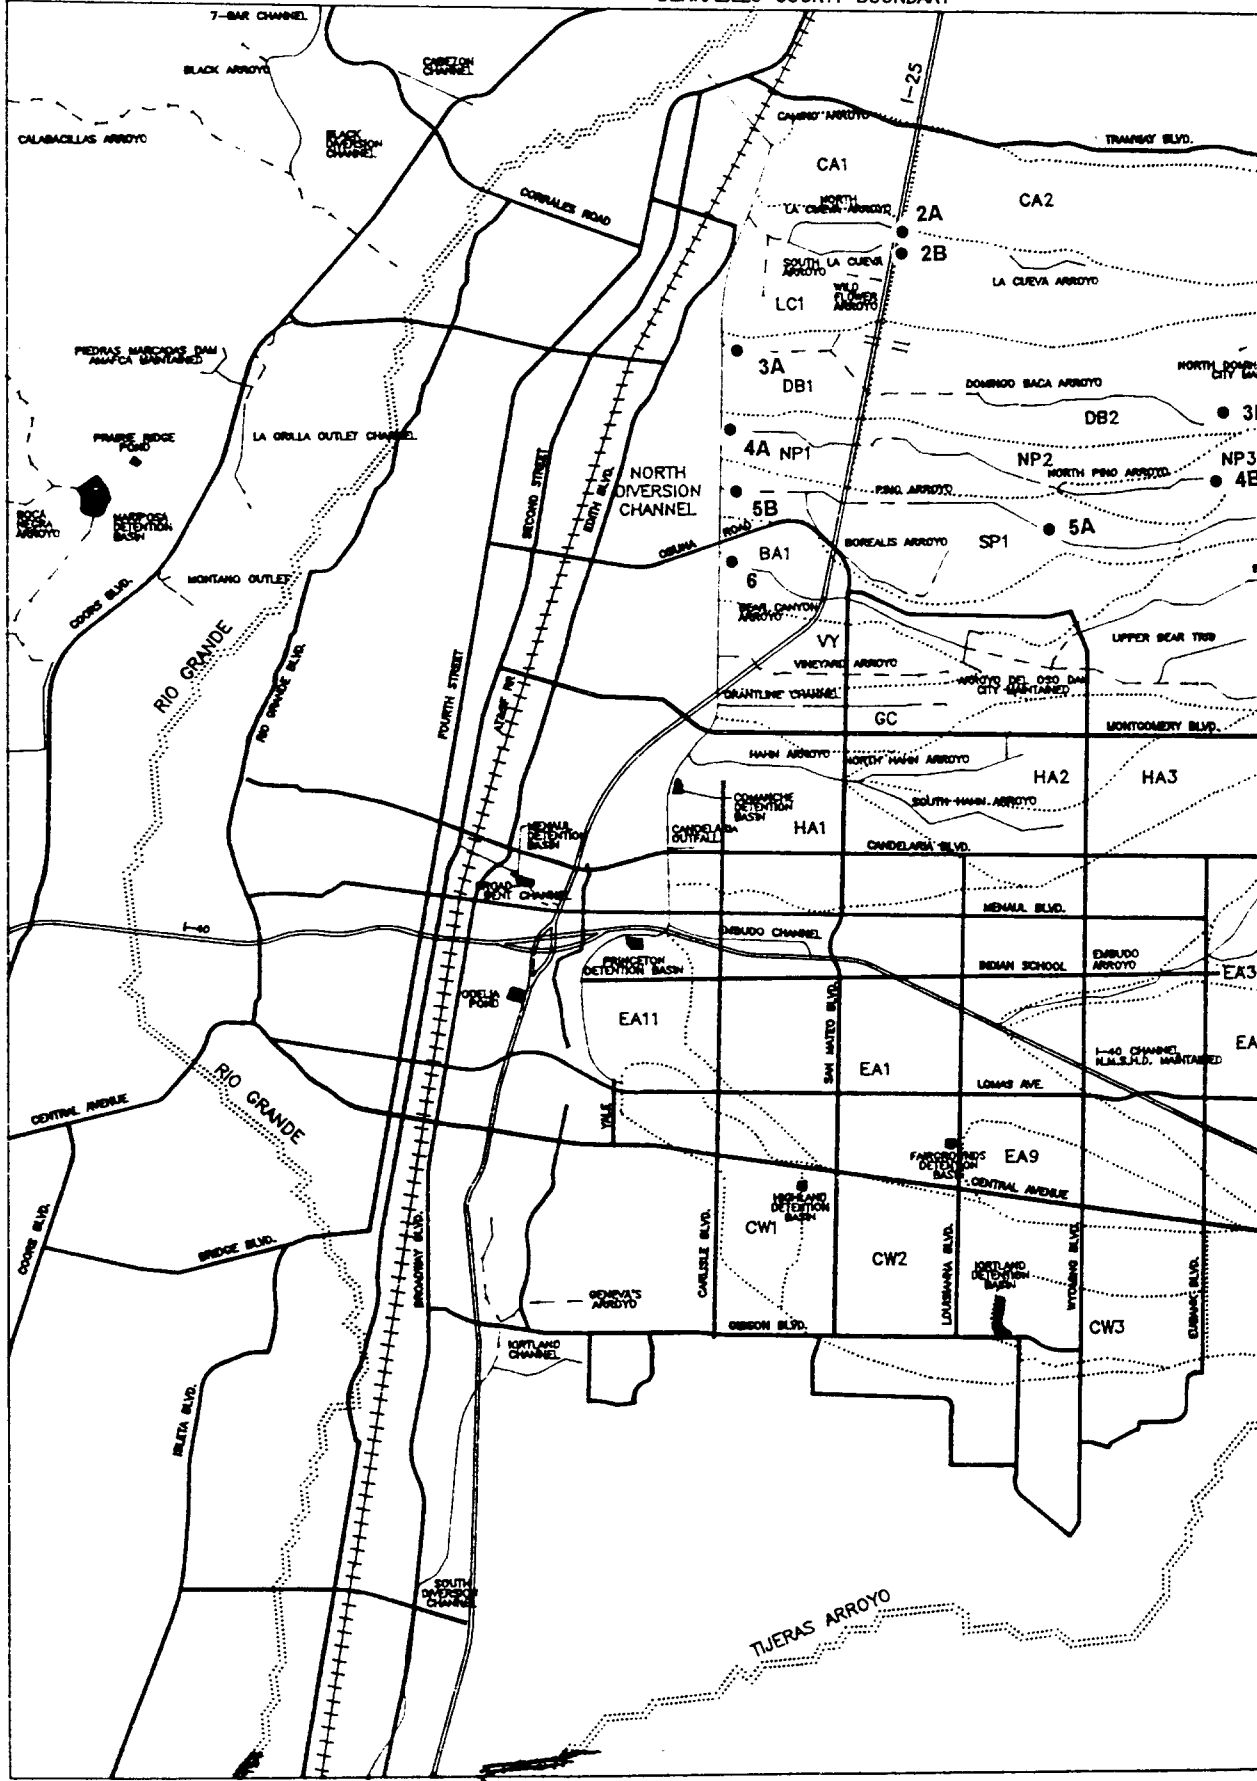 7-BAR CHANNEL
COUNTY BOUNDARY
BLACK ARROYO
CABEZON
CHANNEL
I-25
CALABACILLAS ARROYO
BLACK
DIVERSION
CHANNEL
CAMINO ARROYO
TRAMWAY BLVD.
CA1
CORRALES ROAD
NORTH
LA CUEVA ARROYO
CA2
2A
2B
SOUTH LA CUEVA
ARROYO
LA CUEVA ARROYO
WILD
FLOWER
ARROYO
LC1
PIEDRAS MARCADAS DAM
AMAFCA MAINTAINED
3A
DB1
DOMINGO BACA ARROYO
CITY
DB2
PRAIRIE RIDGE
POND
LA ORILLA OUTLET CHANNEL
4A
NP1
NP2
NP3
NORTH PINO ARROYO
4B
NORTH
DIVERSION
CHANNEL
SECOND STREET
EDITH BLVD.
PINO ARROYO
BOCA
NEGRA
ARROYO
MARIPOSA
DETENTION
BASIN
5B
5A
OSUNA ROAD
BOREALIS ARROYO
SP1
BA1
MONTANO OUTLET
6
COORS BLVD.
BEAR CANYON
ARROYO
RIO GRANDE
RIO GRANDE BLVD.
FOURTH STREET
AT&SF RR
VY
UPPER BEAR TRIB
VINEYARD ARROYO
ARROYO DEL OSO DAM
CITY MAINTAINED
GRANTLINE CHANNEL
GC
MONTGOMERY BLVD.
HAHN ARROYO
NORTH HAHN ARROYO
HA2
HA3
COMANCHE
DETENTION
BASIN
SOUTH HAHN ARROYO
MENAUL
DETENTION
BASIN
CANDELARIA
OUTFALL
HA1
CANDELARIA BLVD.
BROAD
BENT CHANNEL
MENAUL BLVD.
I-40
EMBUDO CHANNEL
PRINCETON
DETENTION BASIN
INDIAN SCHOOL
EMBUDO
ARROYO
EA3
ODELIA
POND
EA11
SAN MATEO BLVD.
I-40 CHANNEL
N.M.S.H.D. MAINTAINED
EA1
LOMAS AVE.
RIO GRANDE
CENTRAL AVENUE
YALE
FAIRGROUNDS
DETENTION
BASIN
EA9
CENTRAL AVENUE
HIGHLAND
DETENTION
BASIN
CW1
COORS BLVD.
BRIDGE BLVD.
BROADWAY BLVD.
CARLISLE BLVD.
CW2
LOUISIANNA BLVD.
KIRTLAND
DETENTION
BASIN
WYOMING BLVD.
EUBANK BLVD.
GENEVA'S
ARROYO
GIBSON BLVD.
CW3
KIRTLAND
CHANNEL
ISLETA BLVD.
SOUTH
DIVERSION
CHANNEL
TIJERAS ARROYO